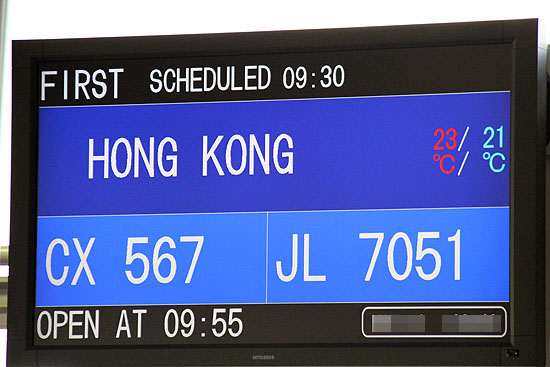 FIRST SCHEDULED 09:30
HONG KONG 23℃/ 21℃
CX 567 JL 7051
OPEN AT 09:55
MITSUBISHI